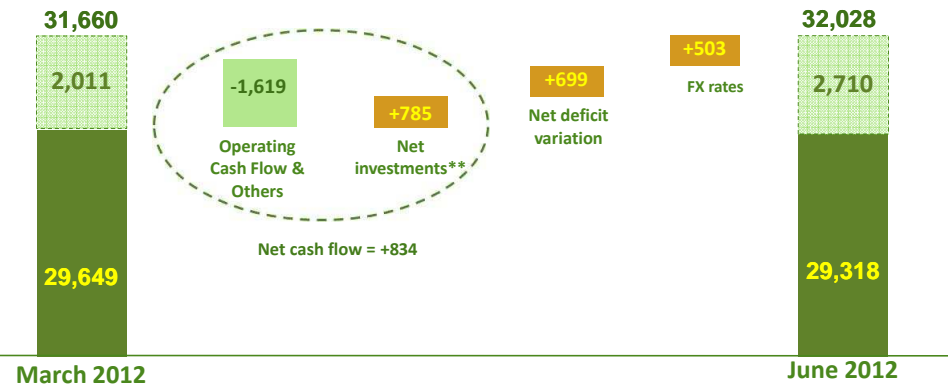 31,660
2,011
29,649
March 2012
-1,619
Operating
Cash Flow &
Others
+785
Net
investments**
Net cash flow = +834
+699
Net deficit
variation
+503
FX rates
32,028
2,710
29,318
June 2012